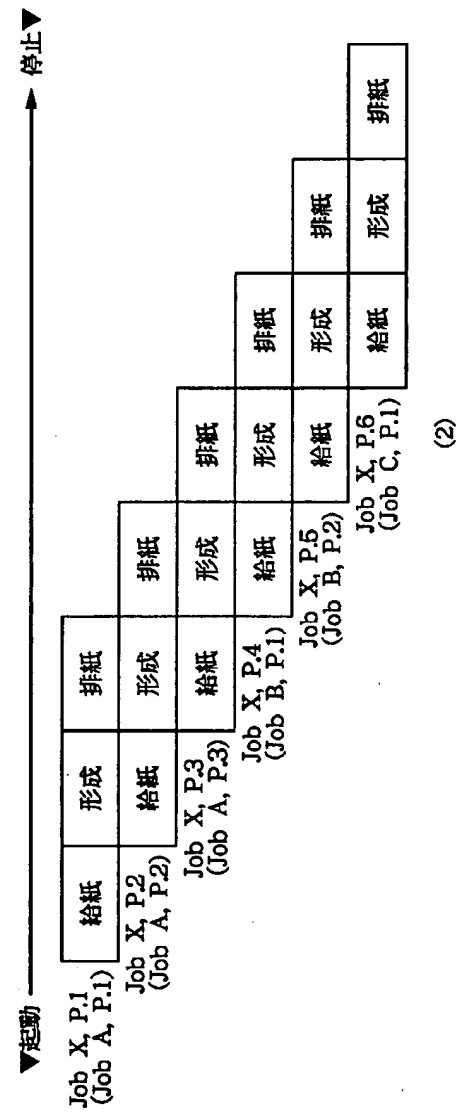 ▼起動
停止▼
Job X, P.1
(Job A, P.1)
給紙
形成
排紙
Job X, P.2
(Job A, P.2)
給紙
形成
排紙
Job X, P.3
(Job A, P.3)
給紙
形成
排紙
Job X, P.4
(Job B, P.1)
給紙
形成
排紙
Job X, P.5
(Job B, P.2)
給紙
形成
排紙
Job X, P.6
(Job C, P.1)
給紙
形成
排紙
(2)